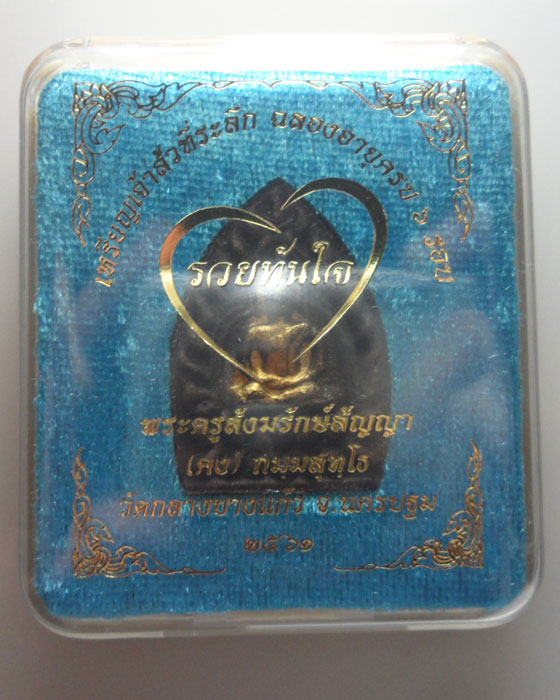 เหรียญเจ้าสัวที่ระลึก ฉลองอายุครบ ๖ รอบ
รวยทันใจ
พระครูสังฆรักษ์สัญญา
(คง) กมฺมสุทฺโธ
วัดกลางบางแก้ว จ.นครปฐม
๒๕๖๑